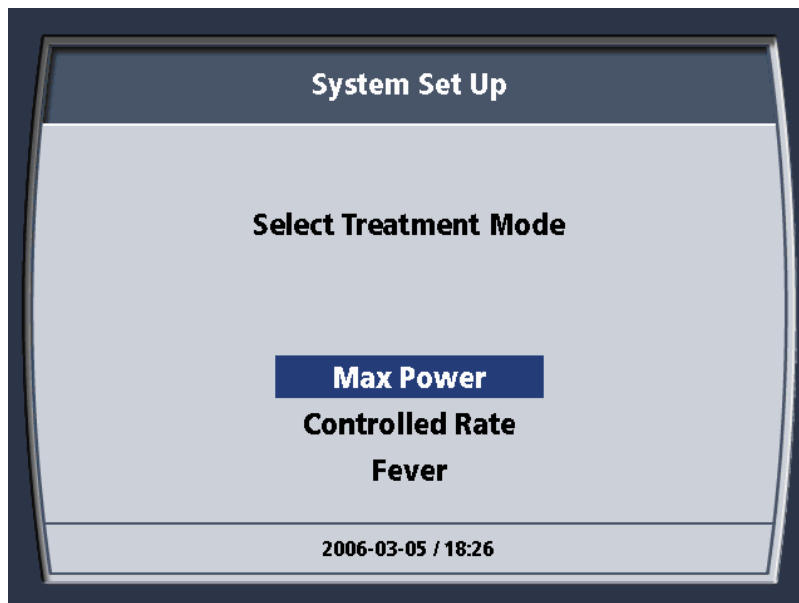 System Set Up
Select Treatment Mode
Max Power
Controlled Rate
Fever
2006-03-05 / 18:26